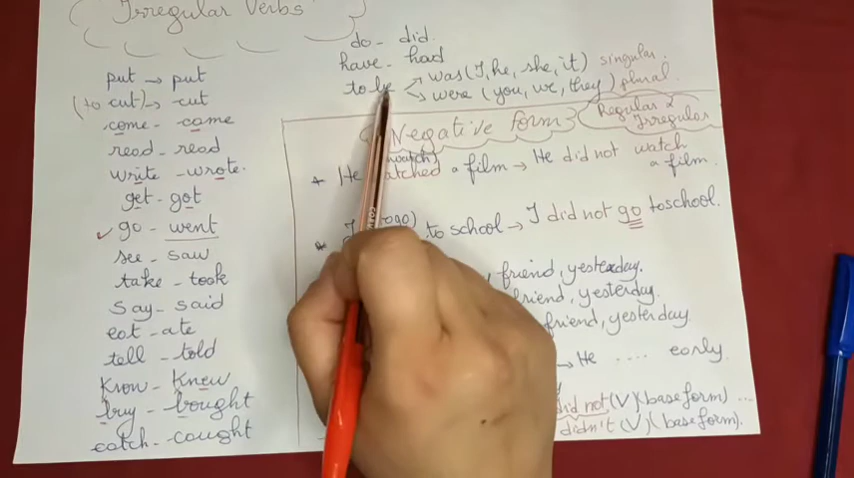 Irregular Verbs
put → put
(to cut) → cut
come - came
read - read
write - wrote.
get - got
go - went
see - saw
take - took
say - said
eat - ate
tell - told
know - knew
buy - bought
catch - caught
do - did.
have - had
to be
was (I, he, she, it) singular.
were (you, we, they) plural.
Negative form
Regular &
Irregular
(watch)
* He watched a film → He did not watch
a film.
go)
* I to school → I did not go to school.
friend, yesterday.
friend, yesterday.
friend, yesterday
→ He .... early.
did not (V) (base form) ...
didn't (V) (base form).